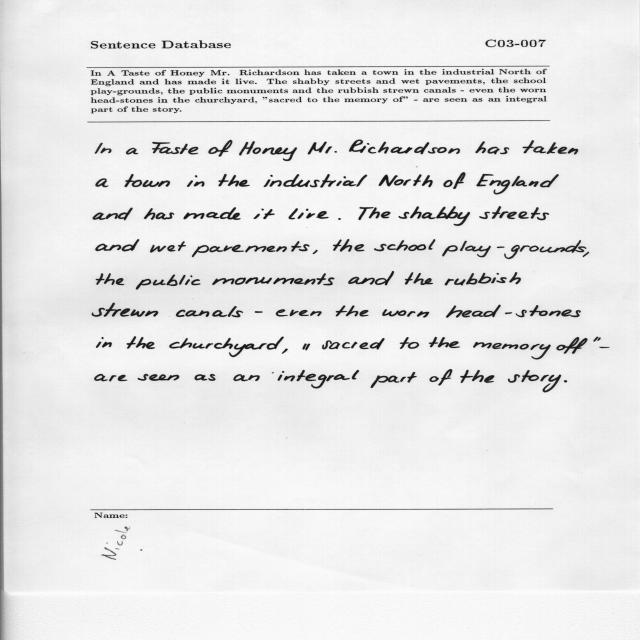 Sentence Database C03-007
In A Taste of Honey Mr. Richardson has taken a town in the industrial North of
England and has made it live. The shabby streets and wet pavements, the school
play-grounds, the public monuments and the rubbish strewn canals - even the worn
head-stones in the churchyard, "sacred to the memory of" - are seen as an integral
part of the story.
In a Taste of Honey Mr. Richardson has taken
a town in the industrial North of England
and has made it live. The shabby streets
and wet pavements, the school play-grounds,
the public monuments and the rubbish
strewn canals - even the worn head-stones
in the churchyard, „sacred to the memory off" -
are seen as an integral part of the story.
Name:
Nicole